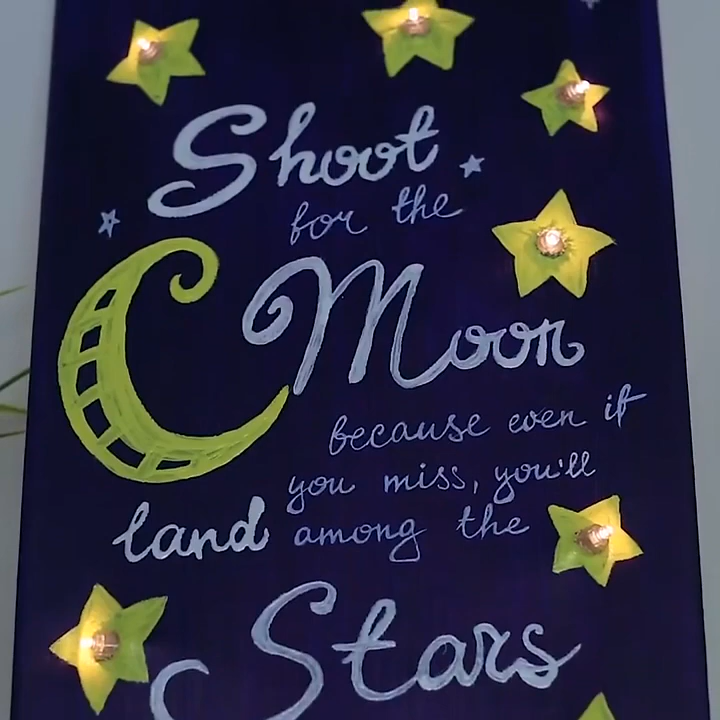 Shoot
for the
Moon
because even if
you miss, you'll
land among the
Stars